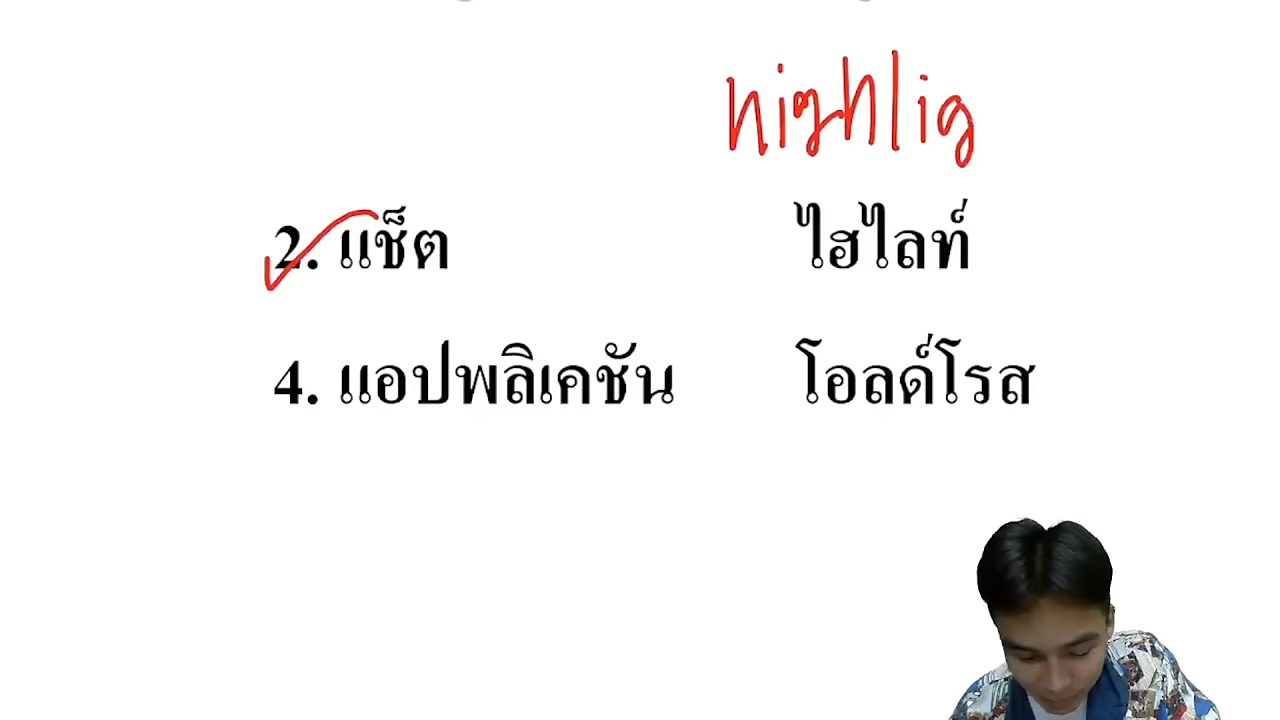 highlig
2. แช็ต ไฮไลท์
4. แอปพลิเคชัน โอลด์โรส